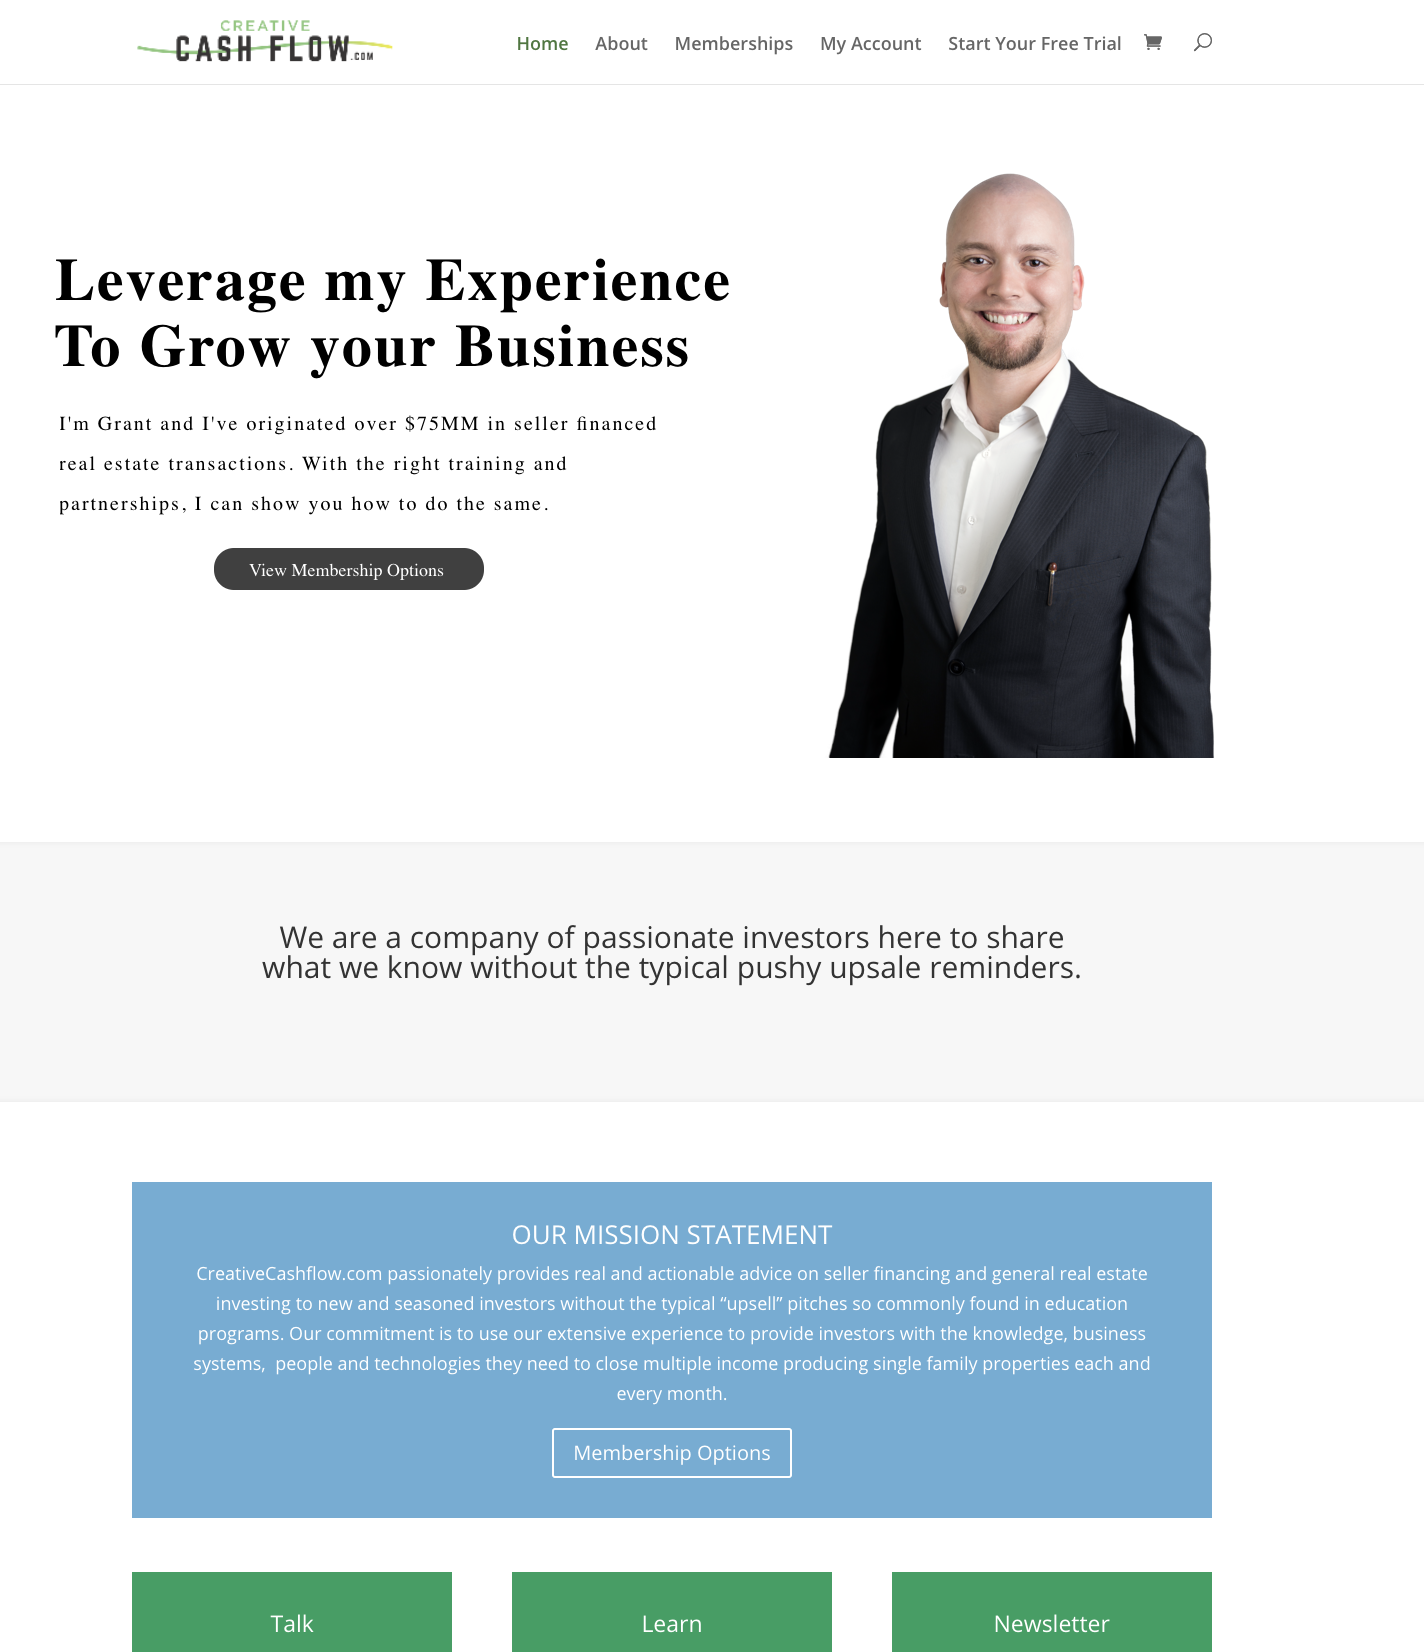 CREATIVE
CASH FLOW.COM
Home About Memberships My Account Start Your Free Trial
Leverage my Experience
To Grow your Business
I'm Grant and I've originated over $75MM in seller financed
real estate transactions. With the right training and
partnerships, I can show you how to do the same.
View Membership Options
We are a company of passionate investors here to share
what we know without the typical pushy upsale reminders.
OUR MISSION STATEMENT
CreativeCashflow.com passionately provides real and actionable advice on seller financing and general real estate
investing to new and seasoned investors without the typical “upsell” pitches so commonly found in education
programs. Our commitment is to use our extensive experience to provide investors with the knowledge, business
systems,  people and technologies they need to close multiple income producing single family properties each and
every month.
Membership Options
Talk Learn Newsletter